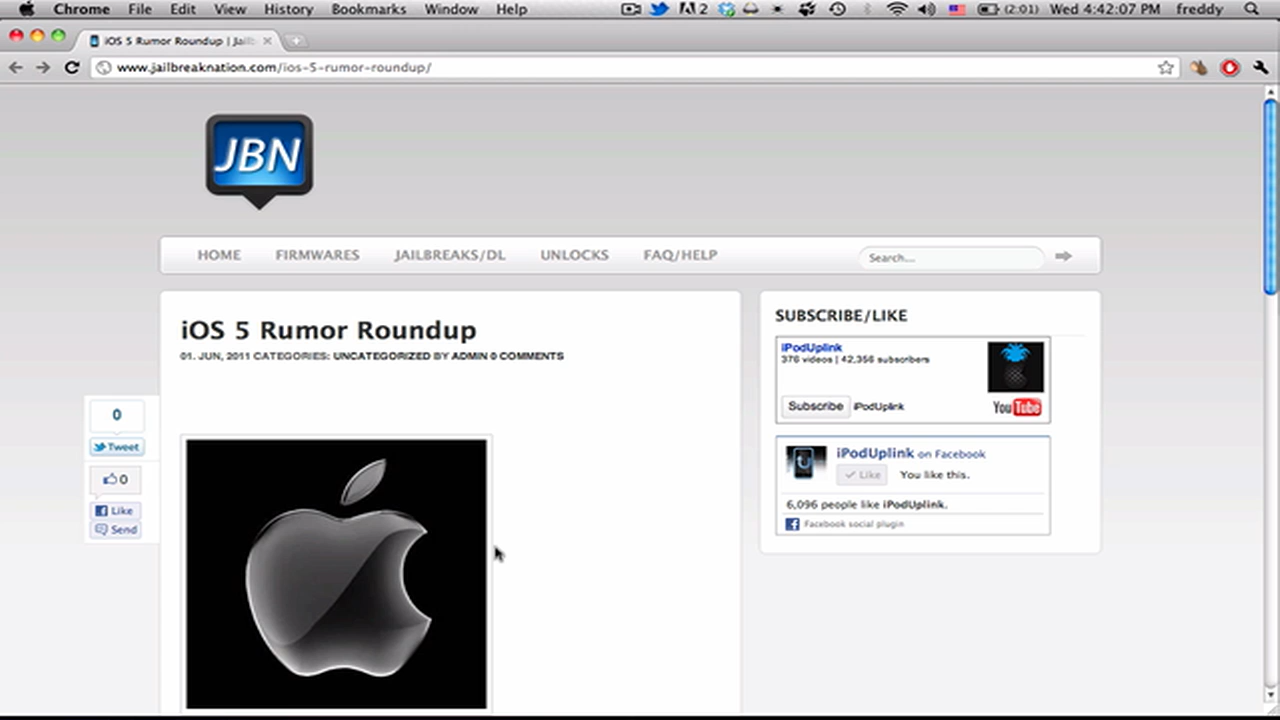 Chrome File Edit View History Bookmarks Window Help 2 (2:01) Wed 4:42:07 PM freddy
iOS 5 Rumor Roundup | Jailb
www.jailbreaknation.com/ios-5-rumor-roundup/
JBN
HOME FIRMWARES JAILBREAKS/DL UNLOCKS FAQ/HELP Search...
iOS 5 Rumor Roundup
01. JUN, 2011 CATEGORIES: UNCATEGORIZED BY ADMIN 0 COMMENTS
0
Tweet
0
Like
Send
SUBSCRIBE/LIKE
iPodUplink
376 videos | 42,356 subscribers
Subscribe iPodUplink YouTube
iPodUplink on Facebook
Like You like this.
6,096 people like iPodUplink.
Facebook social plugin